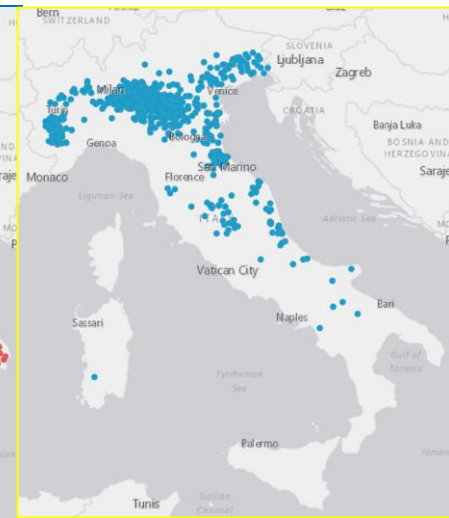 Bern
SWITZERLAND
SLOVENIA
Ljubljana
Zagreb
Milan
Venice
CROATIA
Turin
Banja Luka
Bologna
BOSNIA AND
HERZEGOVINA
Genoa
San Marino
Monaco
Florence
Ligurian Sea
ITA
Adriatic Sea
Vatican City
Naples
Bari
Sassari
Gulf of
Taranto
Tyrrhenian
Sea
Palermo
Tunis
Sicilian
Channel